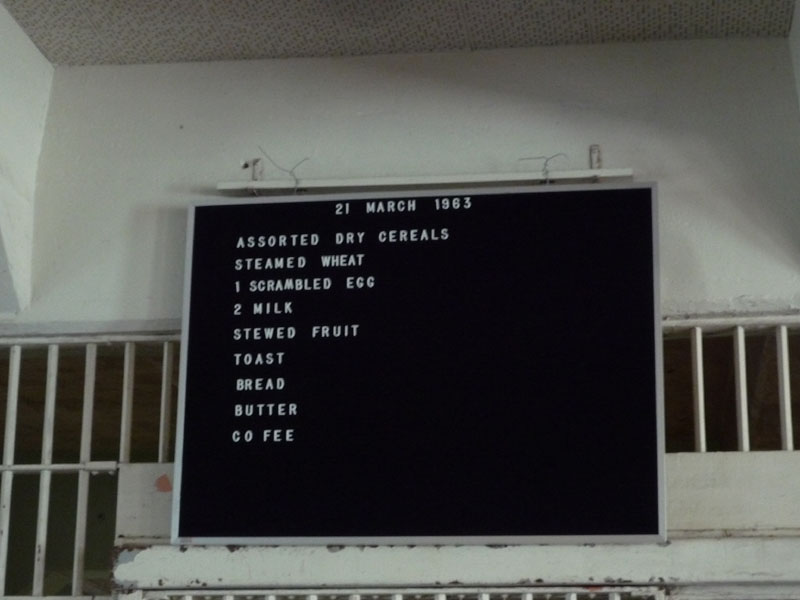 21 MARCH 1963
ASSORTED DRY CEREALS
STEAMED WHEAT
1 SCRAMBLED EGG
2 MILK
STEWED FRUIT
TOAST
BREAD
BUTTER
CO FEE